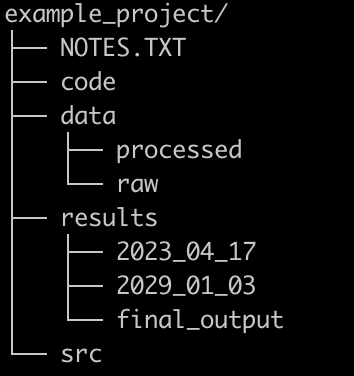 example_project/
├── NOTES.TXT
├── code
├── data
│   ├── processed
│   └── raw
├── results
│   ├── 2023_04_17
│   ├── 2029_01_03
│   └── final_output
└── src